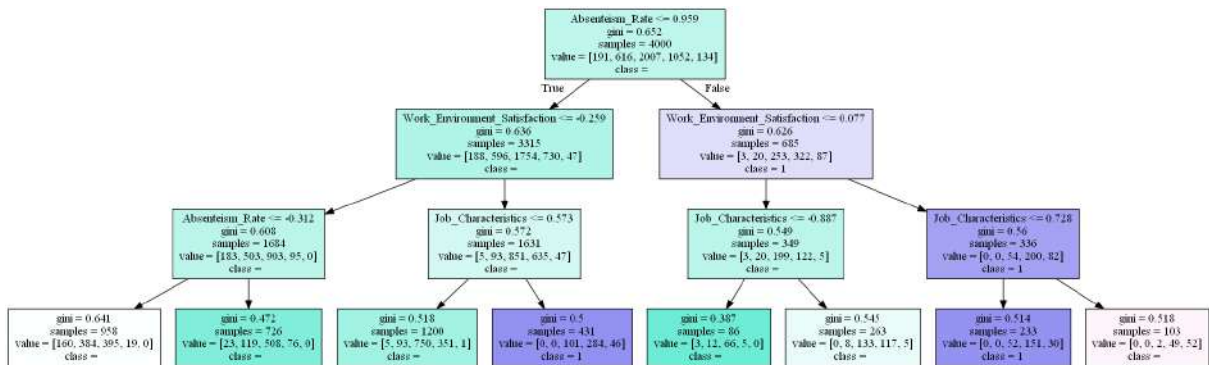 Absenteism_Rate <= 0.959
gini = 0.652
samples = 4000
value = [191, 616, 2007, 1052, 134]
class =
True
False
Work_Environment_Satisfaction <= -0.259
gini = 0.636
samples = 3315
value = [188, 596, 1754, 730, 47]
class =
Work_Environment_Satisfaction <= 0.077
gini = 0.626
samples = 685
value = [3, 20, 253, 322, 87]
class = 1
Absenteism_Rate <= -0.312
gini = 0.608
samples = 1684
value = [183, 503, 903, 95, 0]
class =
Job_Characteristics <= 0.573
gini = 0.572
samples = 1631
value = [5, 93, 851, 635, 47]
class =
Job_Characteristics <= -0.887
gini = 0.549
samples = 349
value = [3, 20, 199, 122, 5]
class =
Job_Characteristics <= 0.728
gini = 0.56
samples = 336
value = [0, 0, 54, 200, 82]
class = 1
gini = 0.641
samples = 958
value = [160, 384, 395, 19, 0]
class =
gini = 0.472
samples = 726
value = [23, 119, 508, 76, 0]
class =
gini = 0.518
samples = 1200
value = [5, 93, 750, 351, 1]
class =
gini = 0.5
samples = 431
value = [0, 0, 101, 284, 46]
class = 1
gini = 0.387
samples = 86
value = [3, 12, 66, 5, 0]
class =
gini = 0.545
samples = 263
value = [0, 8, 133, 117, 5]
class =
gini = 0.514
samples = 233
value = [0, 0, 52, 151, 30]
class = 1
gini = 0.518
samples = 103
value = [0, 0, 2, 49, 52]
class =